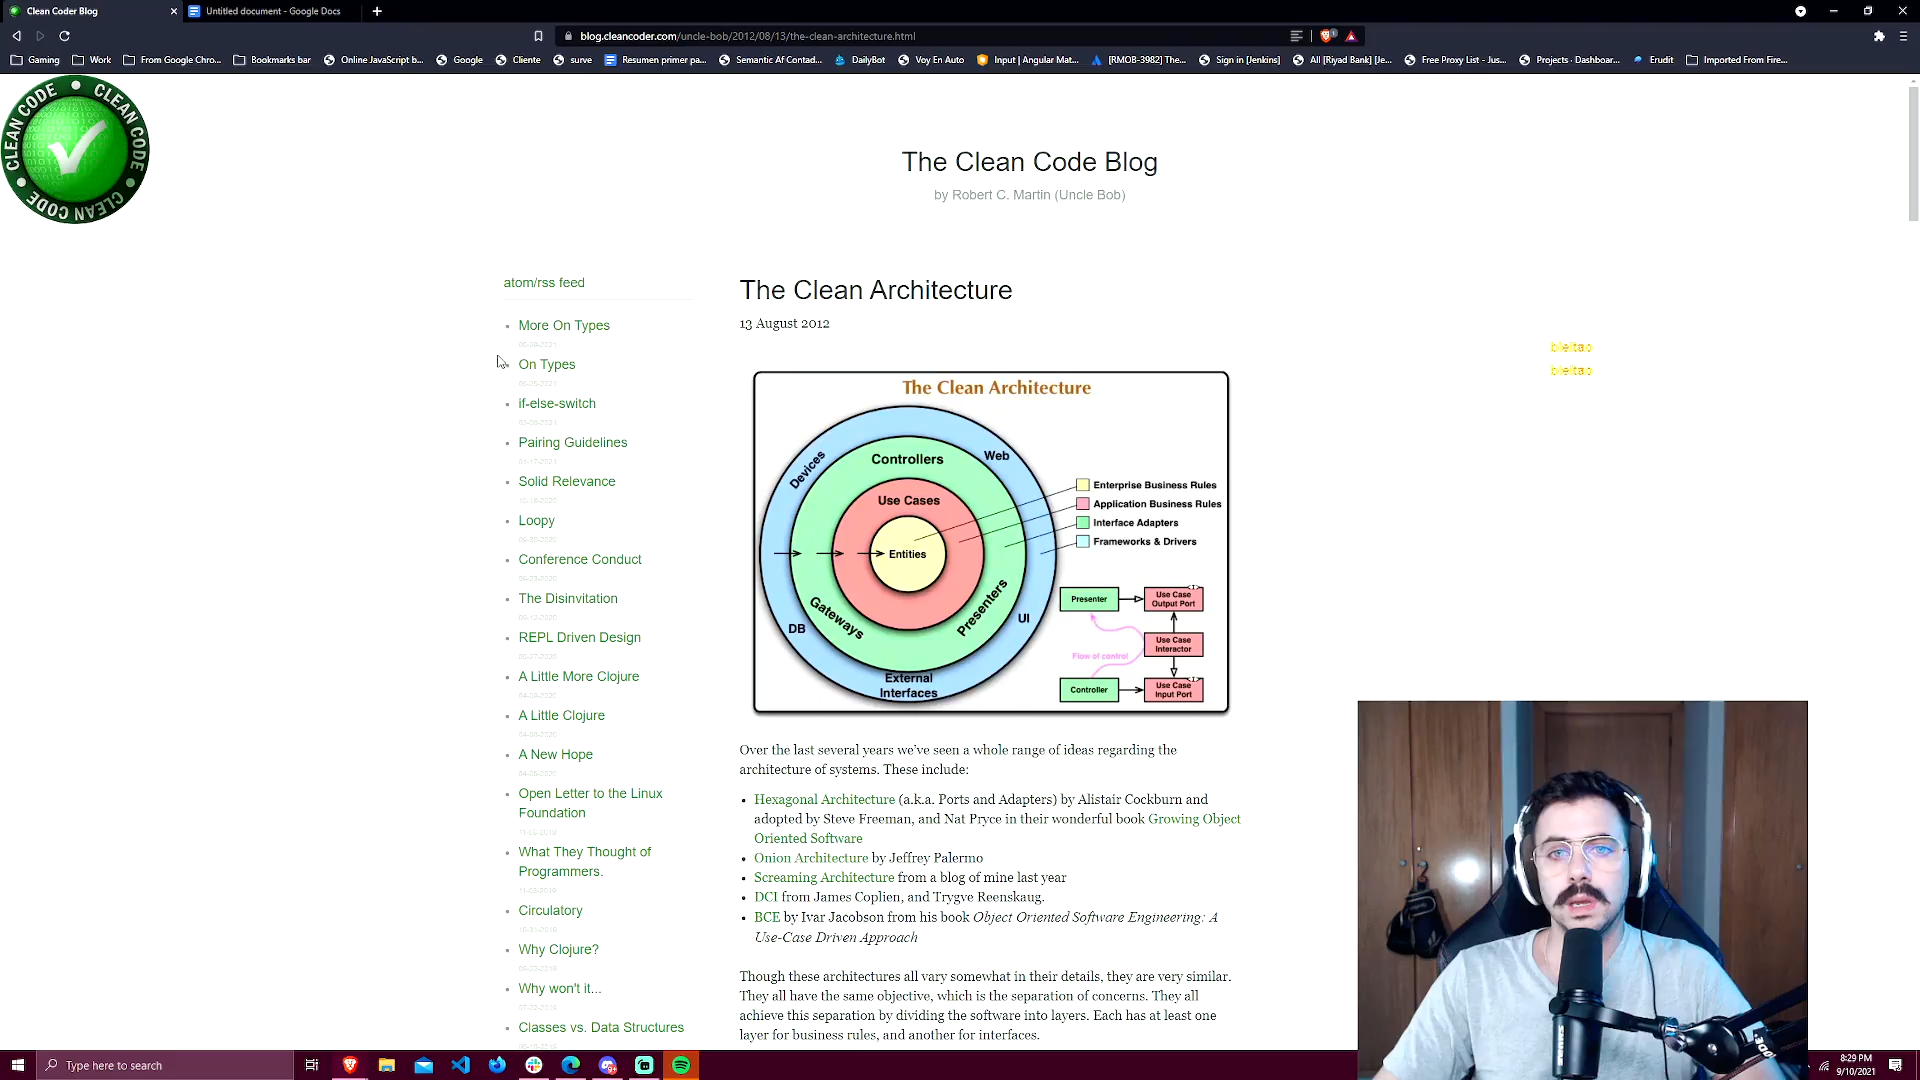 Clean Coder Blog
Untitled document - Google Docs
blog.cleancoder.com/uncle-bob/2012/08/13/the-clean-architecture.html
Gaming
Work
From Google Chro...
Bookmarks bar
Online JavaScript b...
Google
Cliente
surve
Resumen primer pa...
Semantic Af Contad...
DailyBot
Voy En Auto
Input | Angular Mat...
[RMOB-3982] [The...
Sign in [Jenkins]
All [Riyad Bank] [Je...
Free Proxy List - Jus...
Projects · Dashboar...
Erudit
Imported From Fire...
CLEAN CODE
CLEAN CODE
CLEAN CODE
The Clean Code Blog
by Robert C. Martin (Uncle Bob)
atom/rss feed
More On Types
On Types
if-else-switch
Pairing Guidelines
Solid Relevance
Loopy
Conference Conduct
The Disinvitation
REPL Driven Design
A Little More Clojure
A Little Clojure
A New Hope
Open Letter to the Linux
Foundation
What They Thought of
Programmers.
Circulatory
Why Clojure?
Why won't it...
Classes vs. Data Structures
The Clean Architecture
13 August 2012
The Clean Architecture
Devices
Controllers
Web
Use Cases
Entities
Gateways
Presenters
DB
UI
External
Interfaces
Enterprise Business Rules
Application Business Rules
Interface Adapters
Frameworks & Drivers
Presenter
Use Case
Output Port
Use Case
Interactor
Flow of control
Controller
Use Case
Input Port
Over the last several years we've seen a whole range of ideas regarding the
architecture of systems. These include:
Hexagonal Architecture (a.k.a. Ports and Adapters) by Alistair Cockburn and
adopted by Steve Freeman, and Nat Pryce in their wonderful book Growing Object
Oriented Software
Onion Architecture by Jeffrey Palermo
Screaming Architecture from a blog of mine last year
DCI from James Coplien, and Trygve Reenskaug.
BCE by Ivar Jacobson from his book Object Oriented Software Engineering: A
Use-Case Driven Approach
Though these architectures all vary somewhat in their details, they are very similar.
They all have the same objective, which is the separation of concerns. They all
achieve this separation by dividing the software into layers. Each has at least one
layer for business rules, and another for interfaces.
Type here to search
8:29 PM
9/10/2021